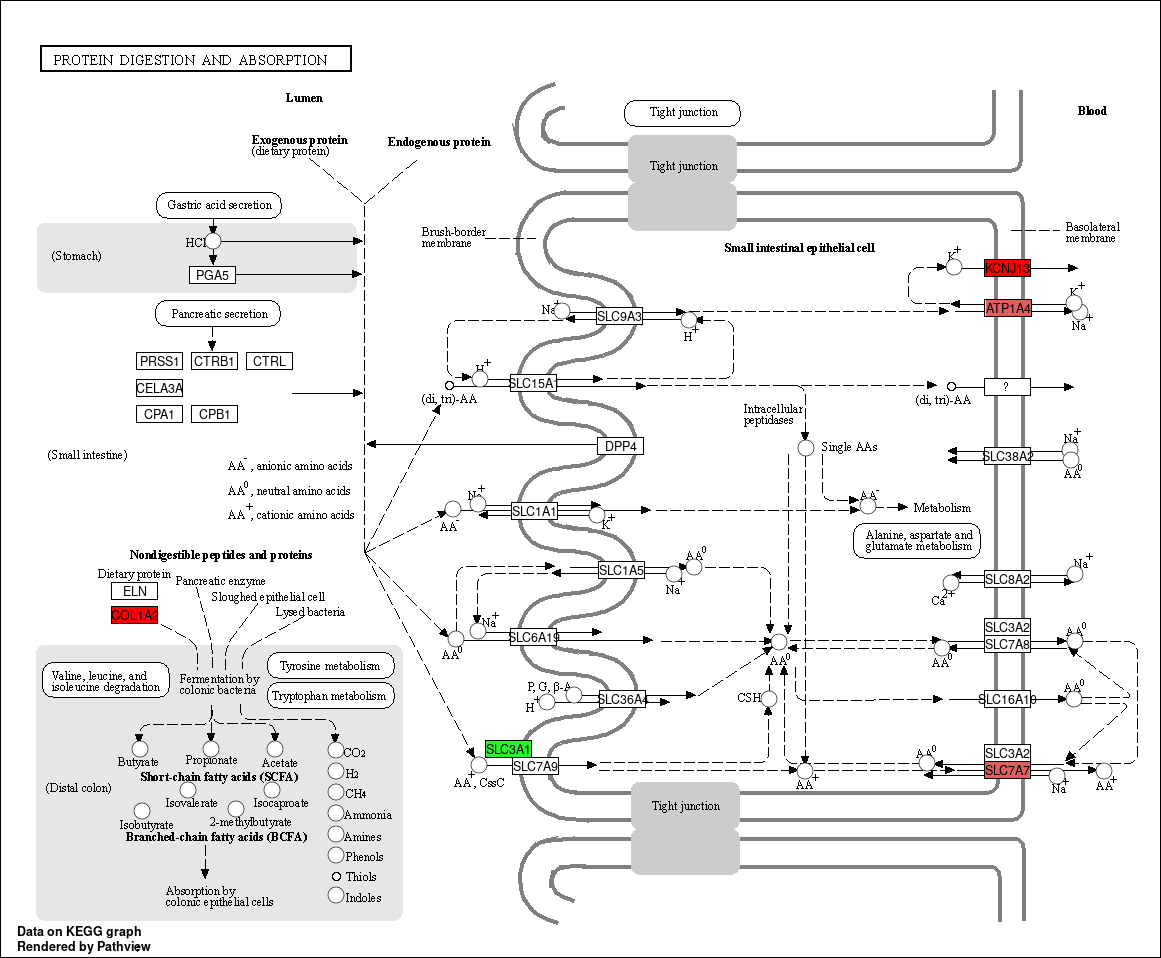 PROTEIN DIGESTION AND ABSORPTION
Lumen
Blood
Exogenous protein
(dietary protein)
Endogenous protein
Tight junction
Tight junction
Gastric acid secretion
HCl
(Stomach)
PGA5
Brush-border
membrane
Small intestinal epithelial cell
Basolateral
membrane
K+
KCNJ13
ATP1A4
K+
Na+
Pancreatic secretion
Na+
SLC9A3
H+
PRSS1
CTRB1
CTRL
CELA3A
CPA1
CPB1
H+
SLC15A1
(di, tri)-AA
?
(di, tri)-AA
Intracellular
peptidases
Single AAs
DPP4
(Small intestine)
AA-, anionic amino acids
AA0, neutral amino acids
AA+, cationic amino acids
Na+
SLC38A2
AA0
Na+
AA-
SLC1A1
K+
AA-
Metabolism
Alanine, aspartate and
glutamate metabolism
Nondigestible peptides and proteins
Dietary protein
ELN
COL1A2
Pancreatic enzyme
Sloughed epithelial cell
Lysed bacteria
SLC1A5
AA0
Na+
Na+
SLC8A2
Ca2+
Na+
SLC6A19
AA0
AA0
SLC3A2
SLC7A8
AA0
AA0
Valine, leucine, and
isoleucine degradation
Fermentation by
colonic bacteria
Tyrosine metabolism
Tryptophan metabolism
P, G, β-A
H+
SLC36A4
CSH
SLC16A10
AA0
Butyrate
Propionate
Acetate
CO2
Short-chain fatty acids (SCFA)
H2
(Distal colon)
CH4
Isovalerate
Isocaproate
Isobutyrate
2-methylbutyrate
Ammonia
Branched-chain fatty acids (BCFA)
Amines
Phenols
Thiols
Indoles
Absorption by
colonic epithelial cells
SLC3A1
SLC7A9
AA+, CssC
AA+
AA0
SLC3A2
SLC7A7
Na+
AA+
Tight junction
Data on KEGG graph
Rendered by Pathview